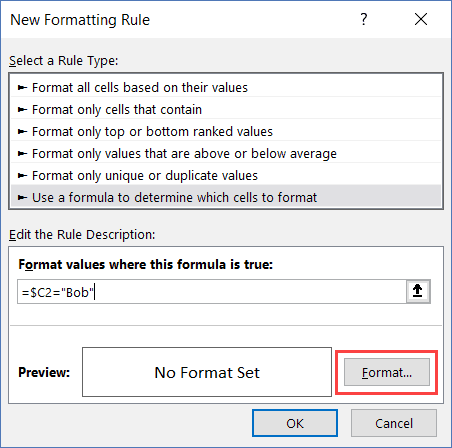 New Formatting Rule ?
Select a Rule Type:
► Format all cells based on their values
► Format only cells that contain
► Format only top or bottom ranked values
► Format only values that are above or below average
► Format only unique or duplicate values
► Use a formula to determine which cells to format
Edit the Rule Description:
Format values where this formula is true:
=$C2="Bob"
Preview: No Format Set Format...
OK Cancel